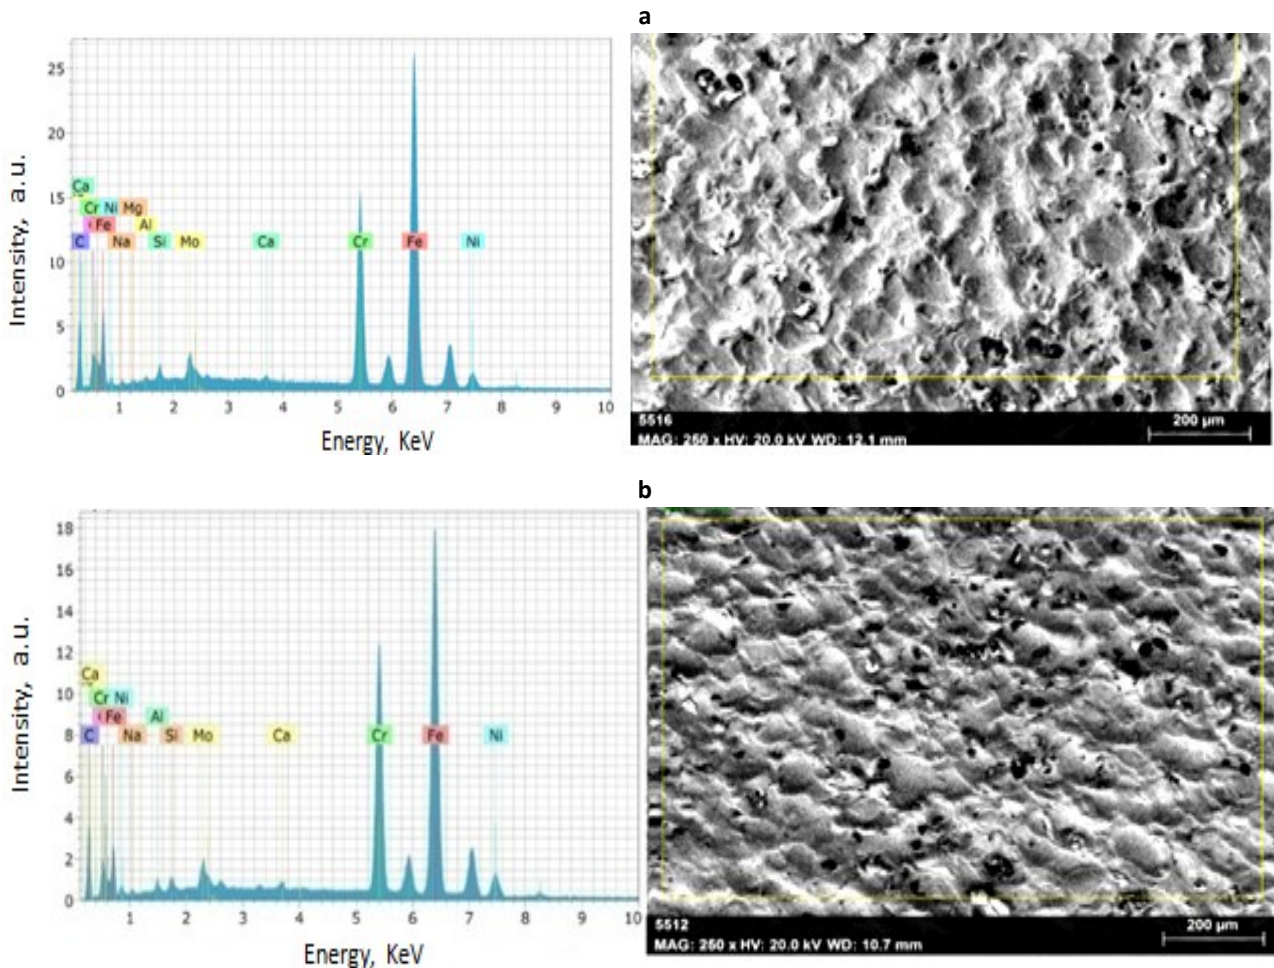 a
25
20
15
10
5
0
Ca
Cr Ni Mg
Fe Al
C Na Si Mo Ca Cr Fe Ni
1 2 3 4 5 6 7 8 9 10
Intensity, a.u.
Energy, KeV
5516
MAG: 250 x HV: 20.0 kV WD: 12.1 mm
200 µm
b
18
16
14
12
10
8
6
4
2
0
Ca
Cr Ni
Fe Al
C Na Si Mo Ca Cr Fe Ni
1 2 3 4 5 6 7 8 9 10
Intensity, a.u.
Energy, KeV
5512
MAG: 250 x HV: 20.0 kV WD: 10.7 mm
200 µm